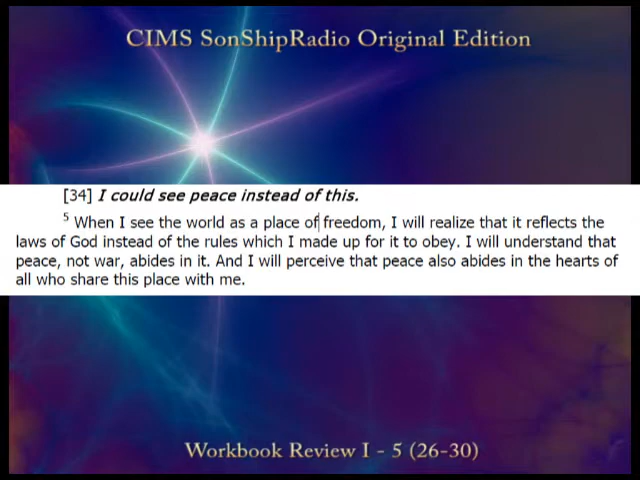 CIMS SonShipRadio Original Edition
[34] I could see peace instead of this.
5 When I see the world as a place of freedom, I will realize that it reflects the
laws of God instead of the rules which I made up for it to obey. I will understand that
peace, not war, abides in it. And I will perceive that peace also abides in the hearts of
all who share this place with me.
Workbook Review I - 5 (26-30)